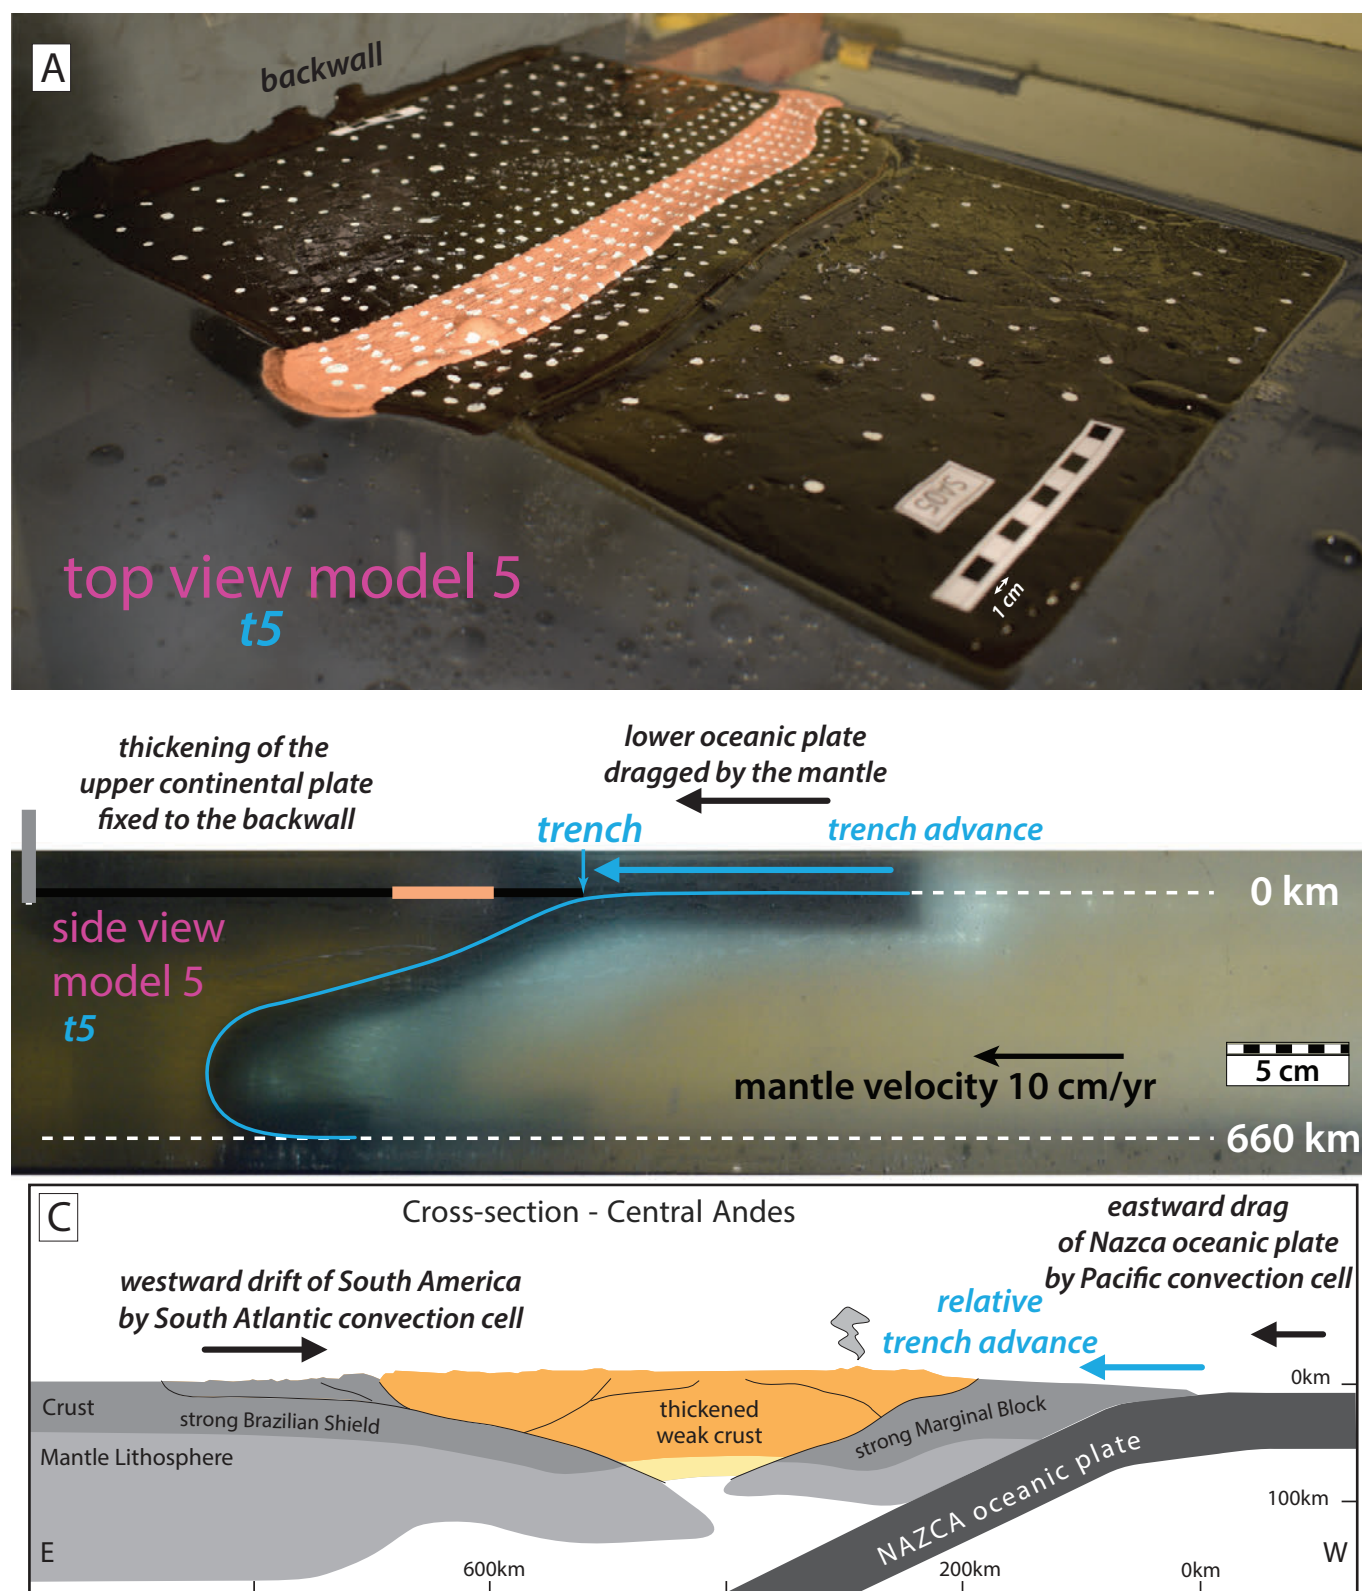 A
backwall
SA05
1 cm
top view model 5
t5
thickening of the
upper continental plate
fixed to the backwall
lower oceanic plate
dragged by the mantle
trench
trench advance
0 km
side view
model 5
t5
mantle velocity 10 cm/yr
5 cm
660 km
C
Cross-section - Central Andes
eastward drag
of Nazca oceanic plate
by Pacific convection cell
westward drift of South America
by South Atlantic convection cell
relative
trench advance
0km
Crust
strong Brazilian Shield
thickened
weak crust
strong Marginal Block
Mantle Lithosphere
NAZCA oceanic plate
100km
E
W
600km
200km
0km